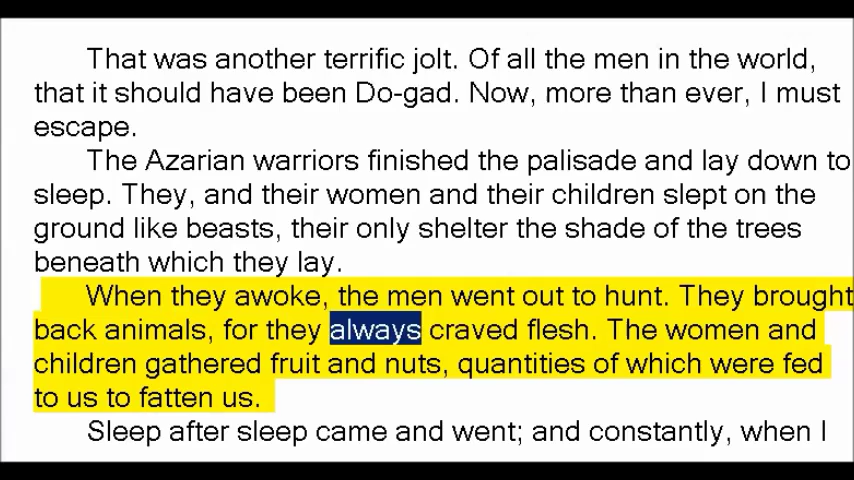 That was another terrific jolt. Of all the men in the world,
that it should have been Do-gad. Now, more than ever, I must
escape.
The Azarian warriors finished the palisade and lay down to
sleep. They, and their women and their children slept on the
ground like beasts, their only shelter the shade of the trees
beneath which they lay.
When they awoke, the men went out to hunt. They brought
back animals, for they always craved flesh. The women and
children gathered fruit and nuts, quantities of which were fed
to us to fatten us.
Sleep after sleep came and went; and constantly, when I